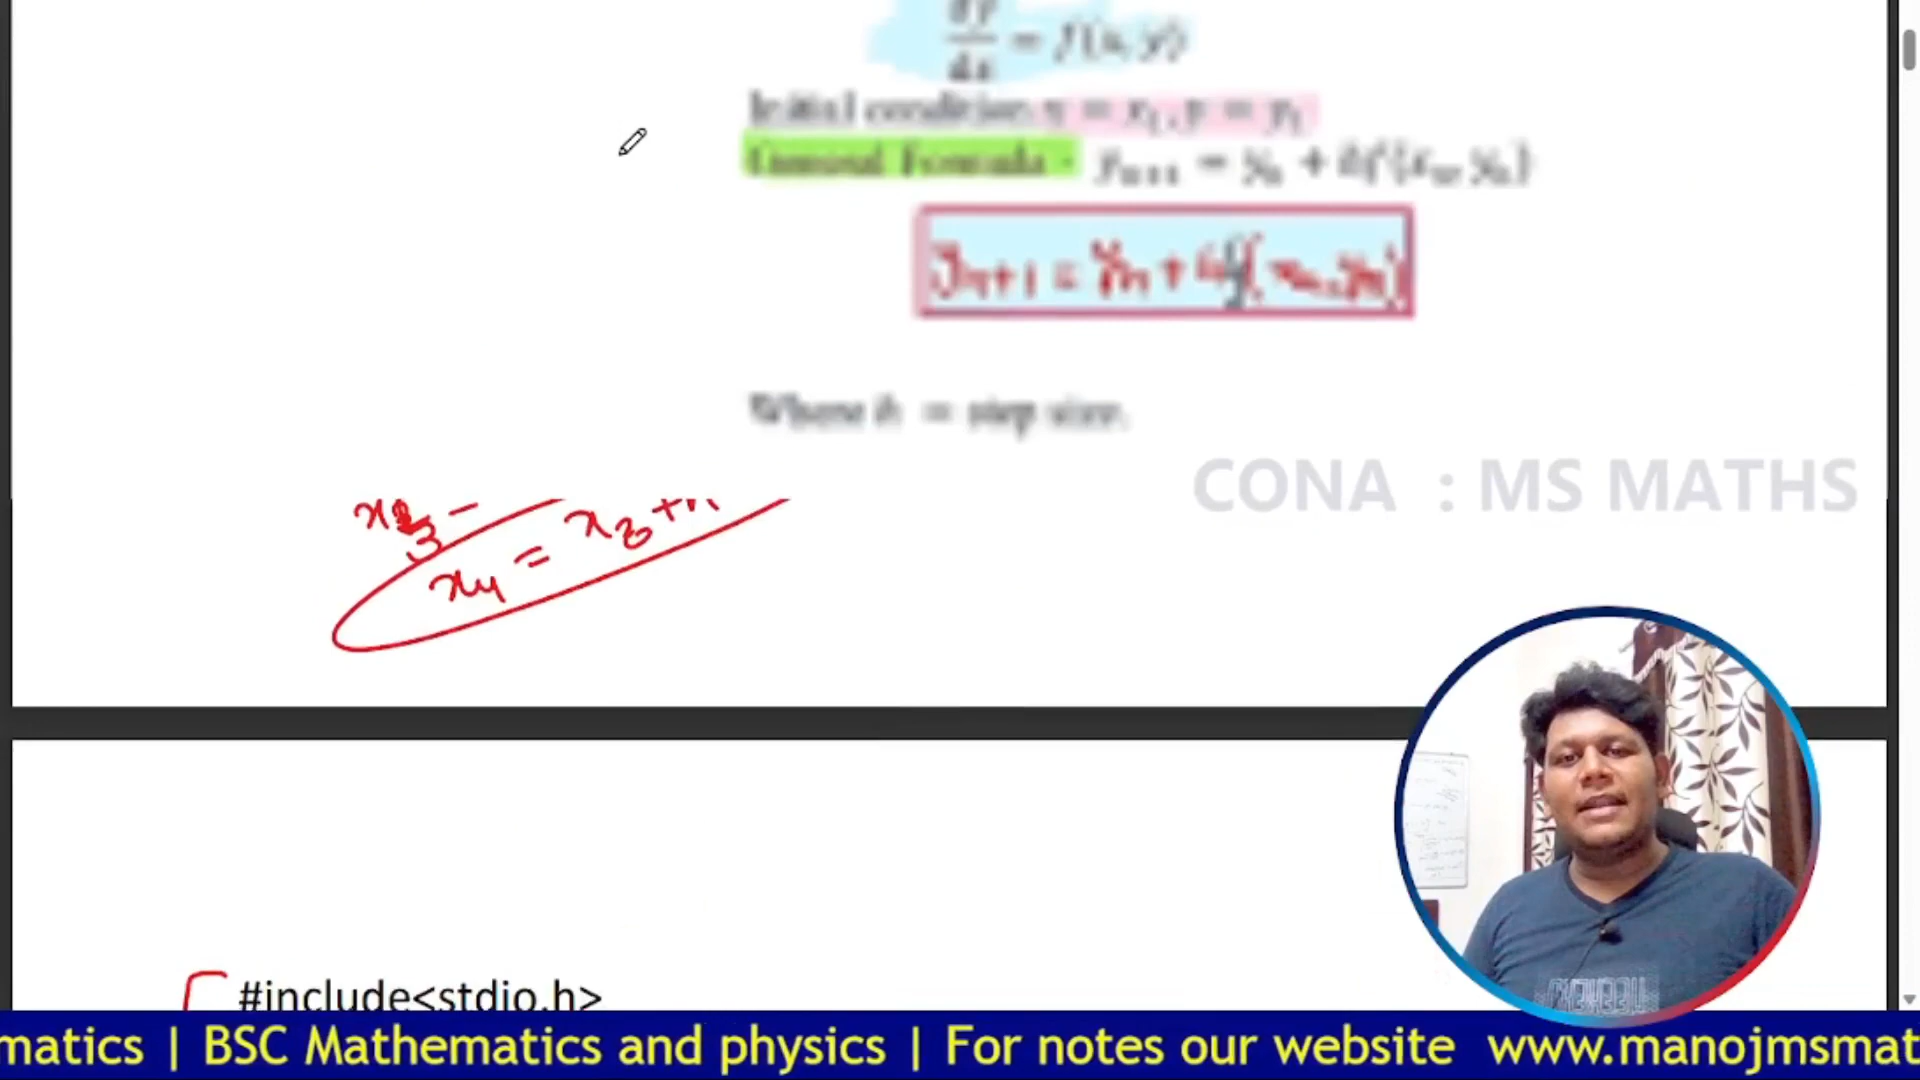 dy
dx = f(x, y)
Initial condition x = x₁, y = y₁
General Formula - yₙ₊₁ = yₙ + hf(xₙ, yₙ)
yₙ₊₁ = yₙ + hf(xₙ, yₙ)
Where h = step size.
CONA : MS MATHS
x₃ -
x₄ = x₃ + h
#include<stdio.h>
matics | BSC Mathematics and physics | For notes our website www.manojmsmat